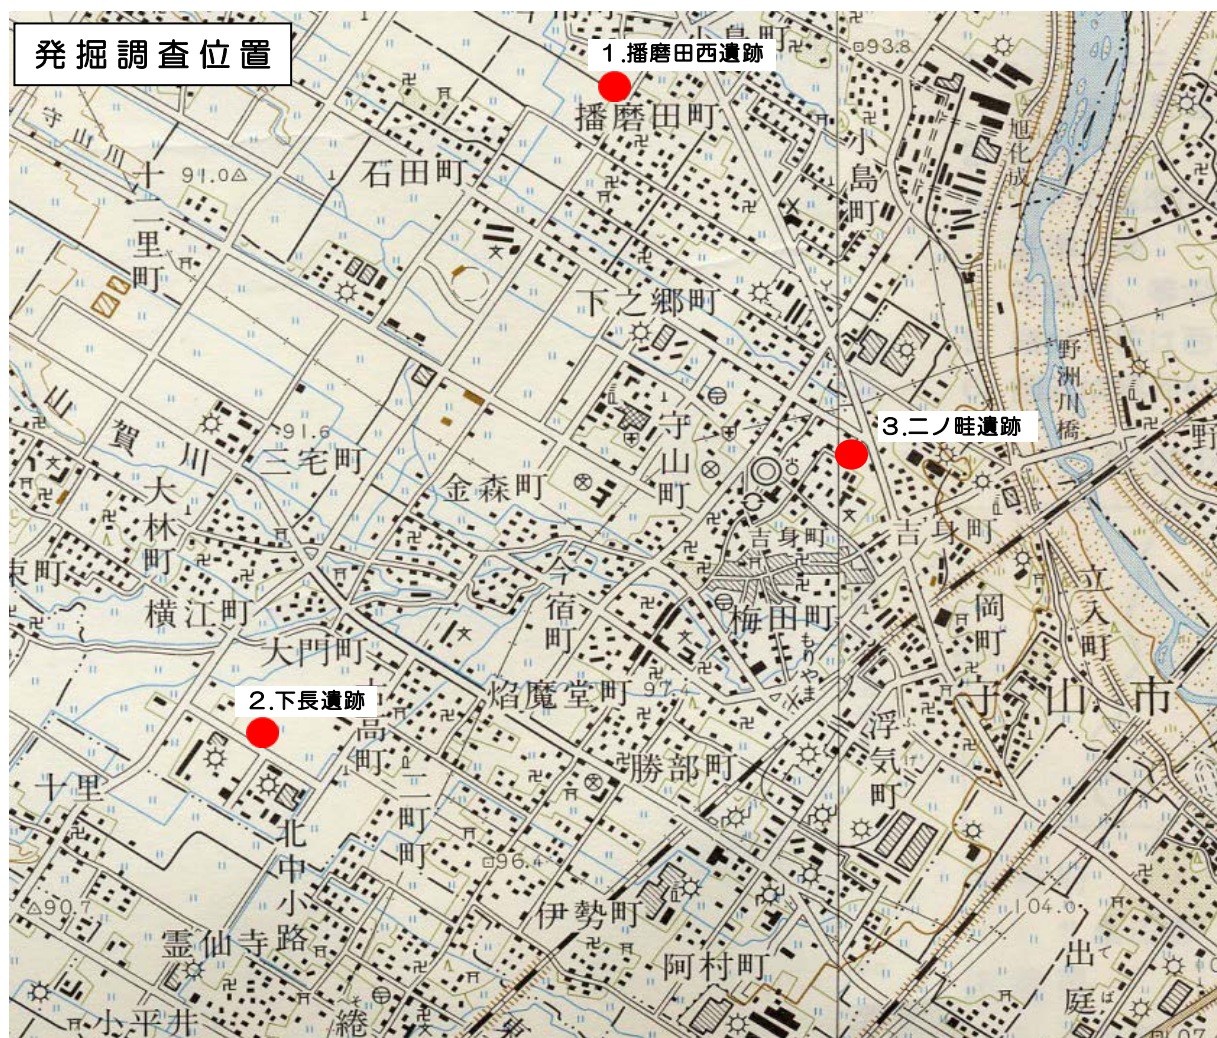 発掘調査位置
1.播磨田西遺跡
小島町
93.8
播磨田町
旭化成
小島町
守山川
十二里町
91.0
石田町
下之郷町
野洲川橋
3.二ノ畦遺跡
野
山賀川
91.6
三宅町
金森町
守山町
大林町
吉身町
吉身町
立入町
横江町
今宿町
梅田町
岡町
大門町
もりやま
焔魔堂町
97.4
守山市
2.下長遺跡
高町
浮気町
勝部町
十里
二町町
北中小路
96.4
90.7
伊勢町
104.0
霊仙寺
阿村町
出庭
小平井
綣